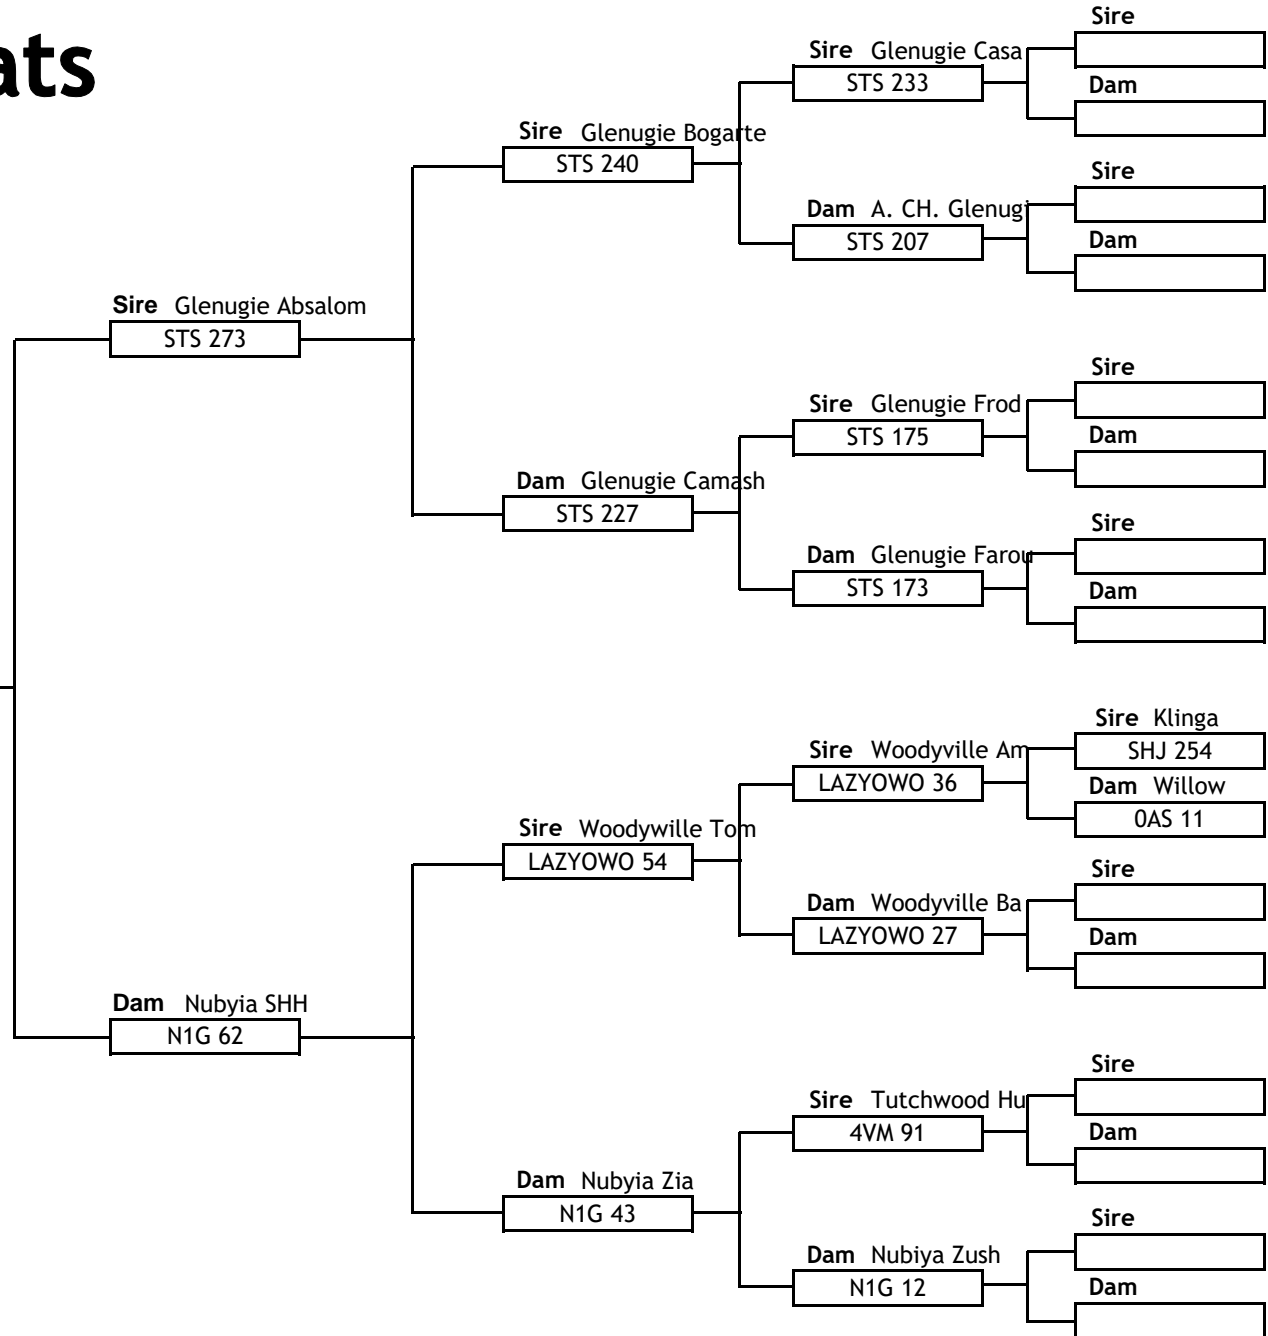 ats
Sire
Sire Glenugie Casa
STS 233
Dam
Sire Glenugie Bogarte
STS 240
Sire
Dam A. CH. Glenugi
STS 207
Dam
Sire Glenugie Absalom
STS 273
Sire
Sire Glenugie Frod
STS 175
Dam
Dam Glenugie Camash
STS 227
Sire
Dam Glenugie Farou
STS 173
Dam
Sire Klinga
SHJ 254
Sire Woodyville Am
LAZYOWO 36
Dam Willow
0AS 11
Sire Woodywille Tom
LAZYOWO 54
Sire
Dam Woodyville Ba
LAZYOWO 27
Dam
Dam Nubyia SHH
N1G 62
Sire
Sire Tutchwood Hu
4VM 91
Dam
Dam Nubyia Zia
N1G 43
Sire
Dam Nubiya Zush
N1G 12
Dam